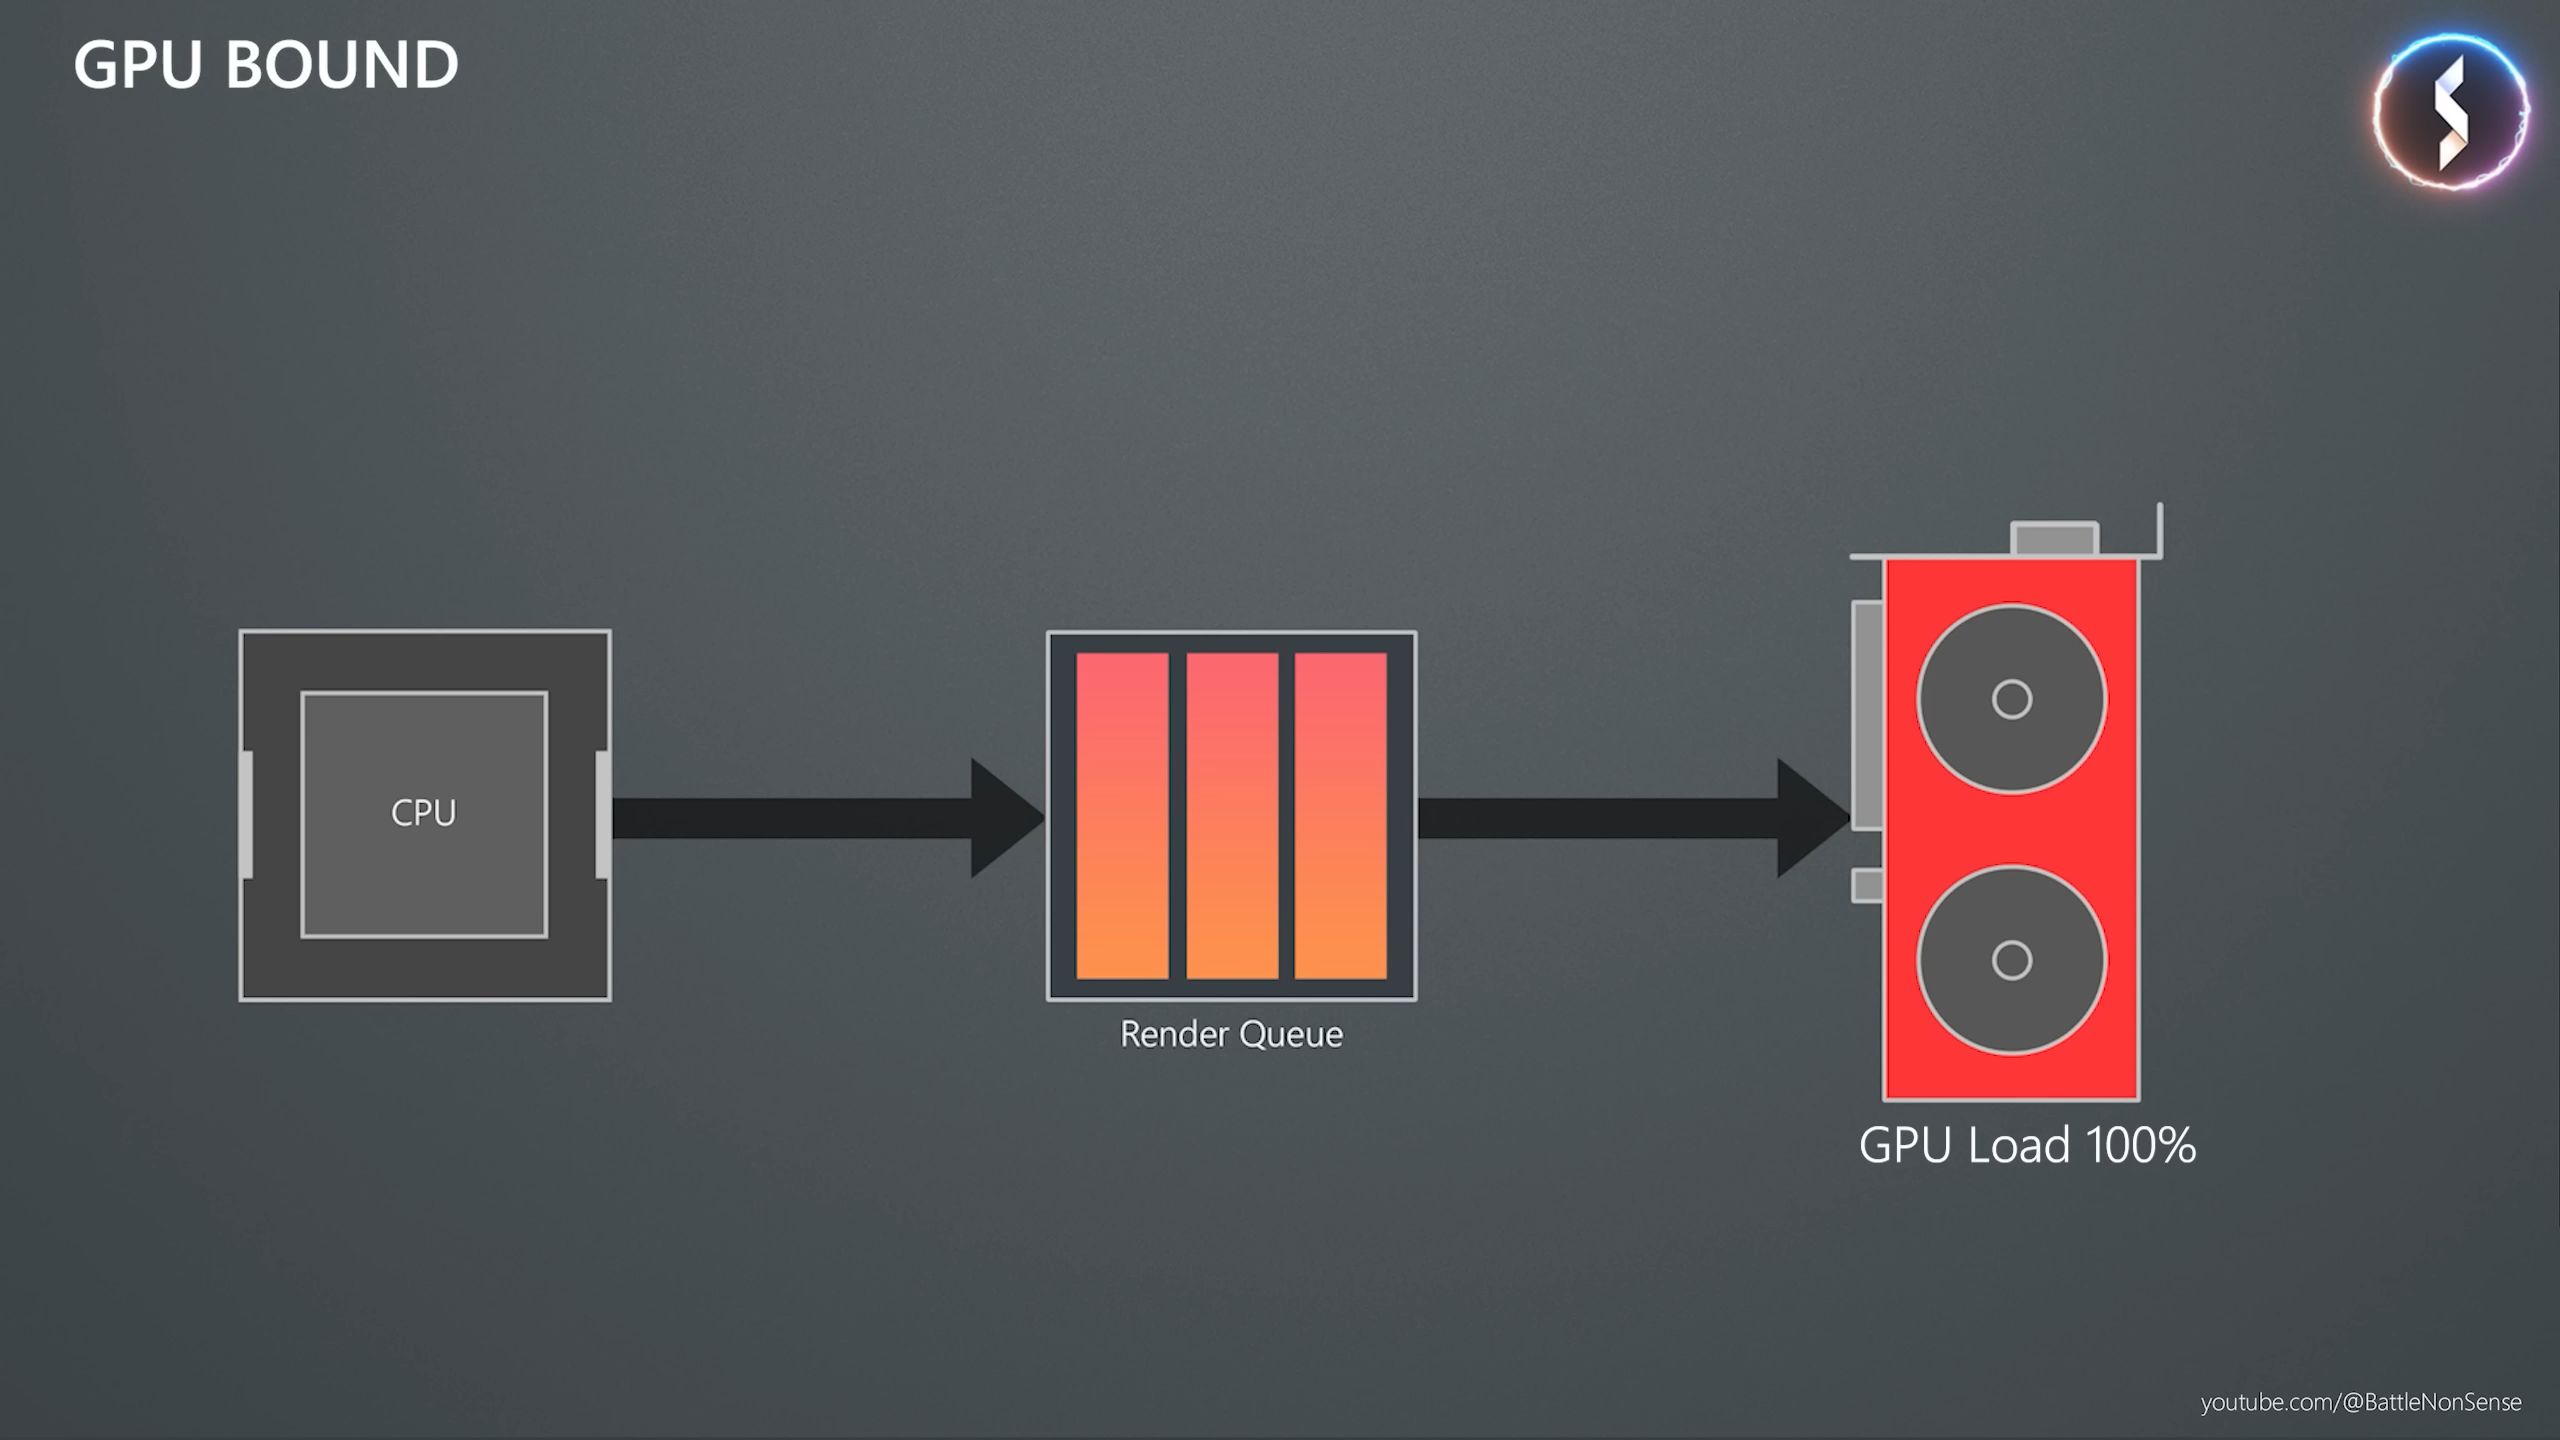 GPU BOUND
CPU
Render Queue
GPU Load 100%
youtube.com/@BattleNonSense